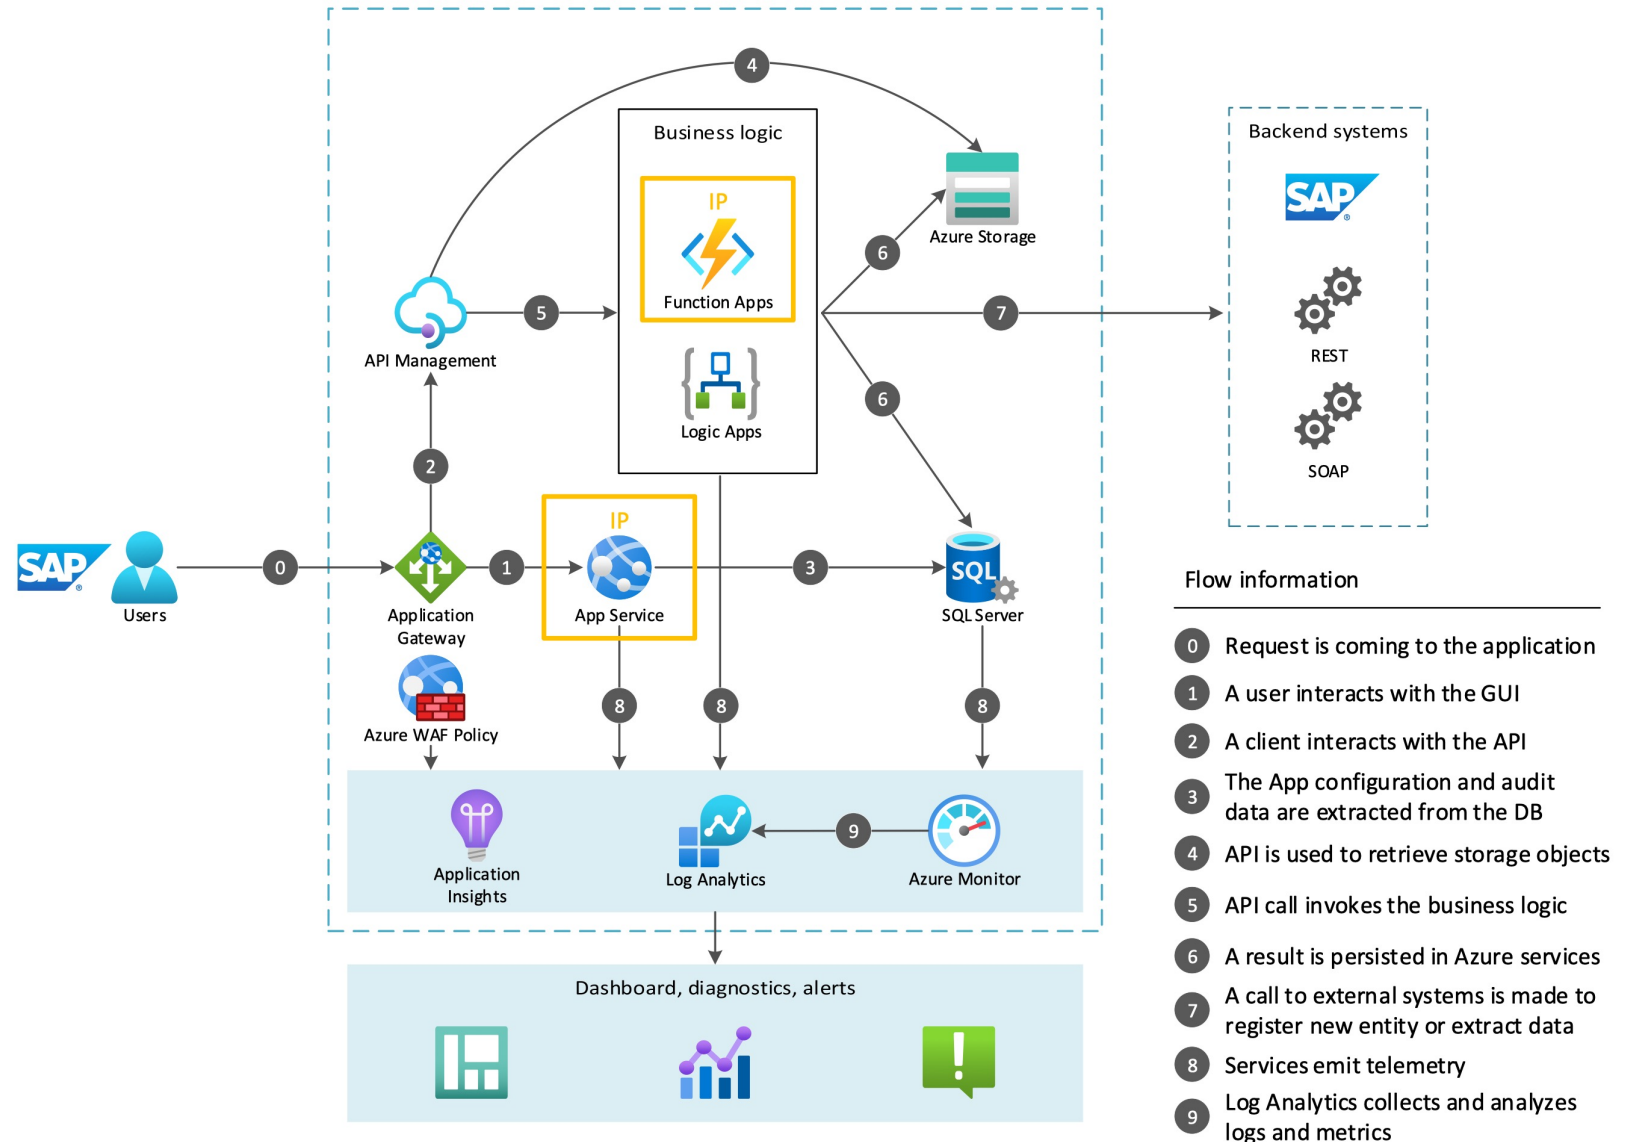 4
Business logic
IP
Function Apps
Logic Apps
Azure Storage
6
Backend systems
SAP
®
REST
SOAP
API Management
5
7
6
2
SAP
®
Users
0
Application
Gateway
1
IP
App Service
3
SQL
SQL Server
Azure WAF Policy
8
8
8
Application
Insights
Log Analytics
9
Azure Monitor
Dashboard, diagnostics, alerts
Flow information
0 Request is coming to the application
1 A user interacts with the GUI
2 A client interacts with the API
3 The App configuration and audit
data are extracted from the DB
4 API is used to retrieve storage objects
5 API call invokes the business logic
6 A result is persisted in Azure services
7 A call to external systems is made to
register new entity or extract data
8 Services emit telemetry
9 Log Analytics collects and analyzes
logs and metrics